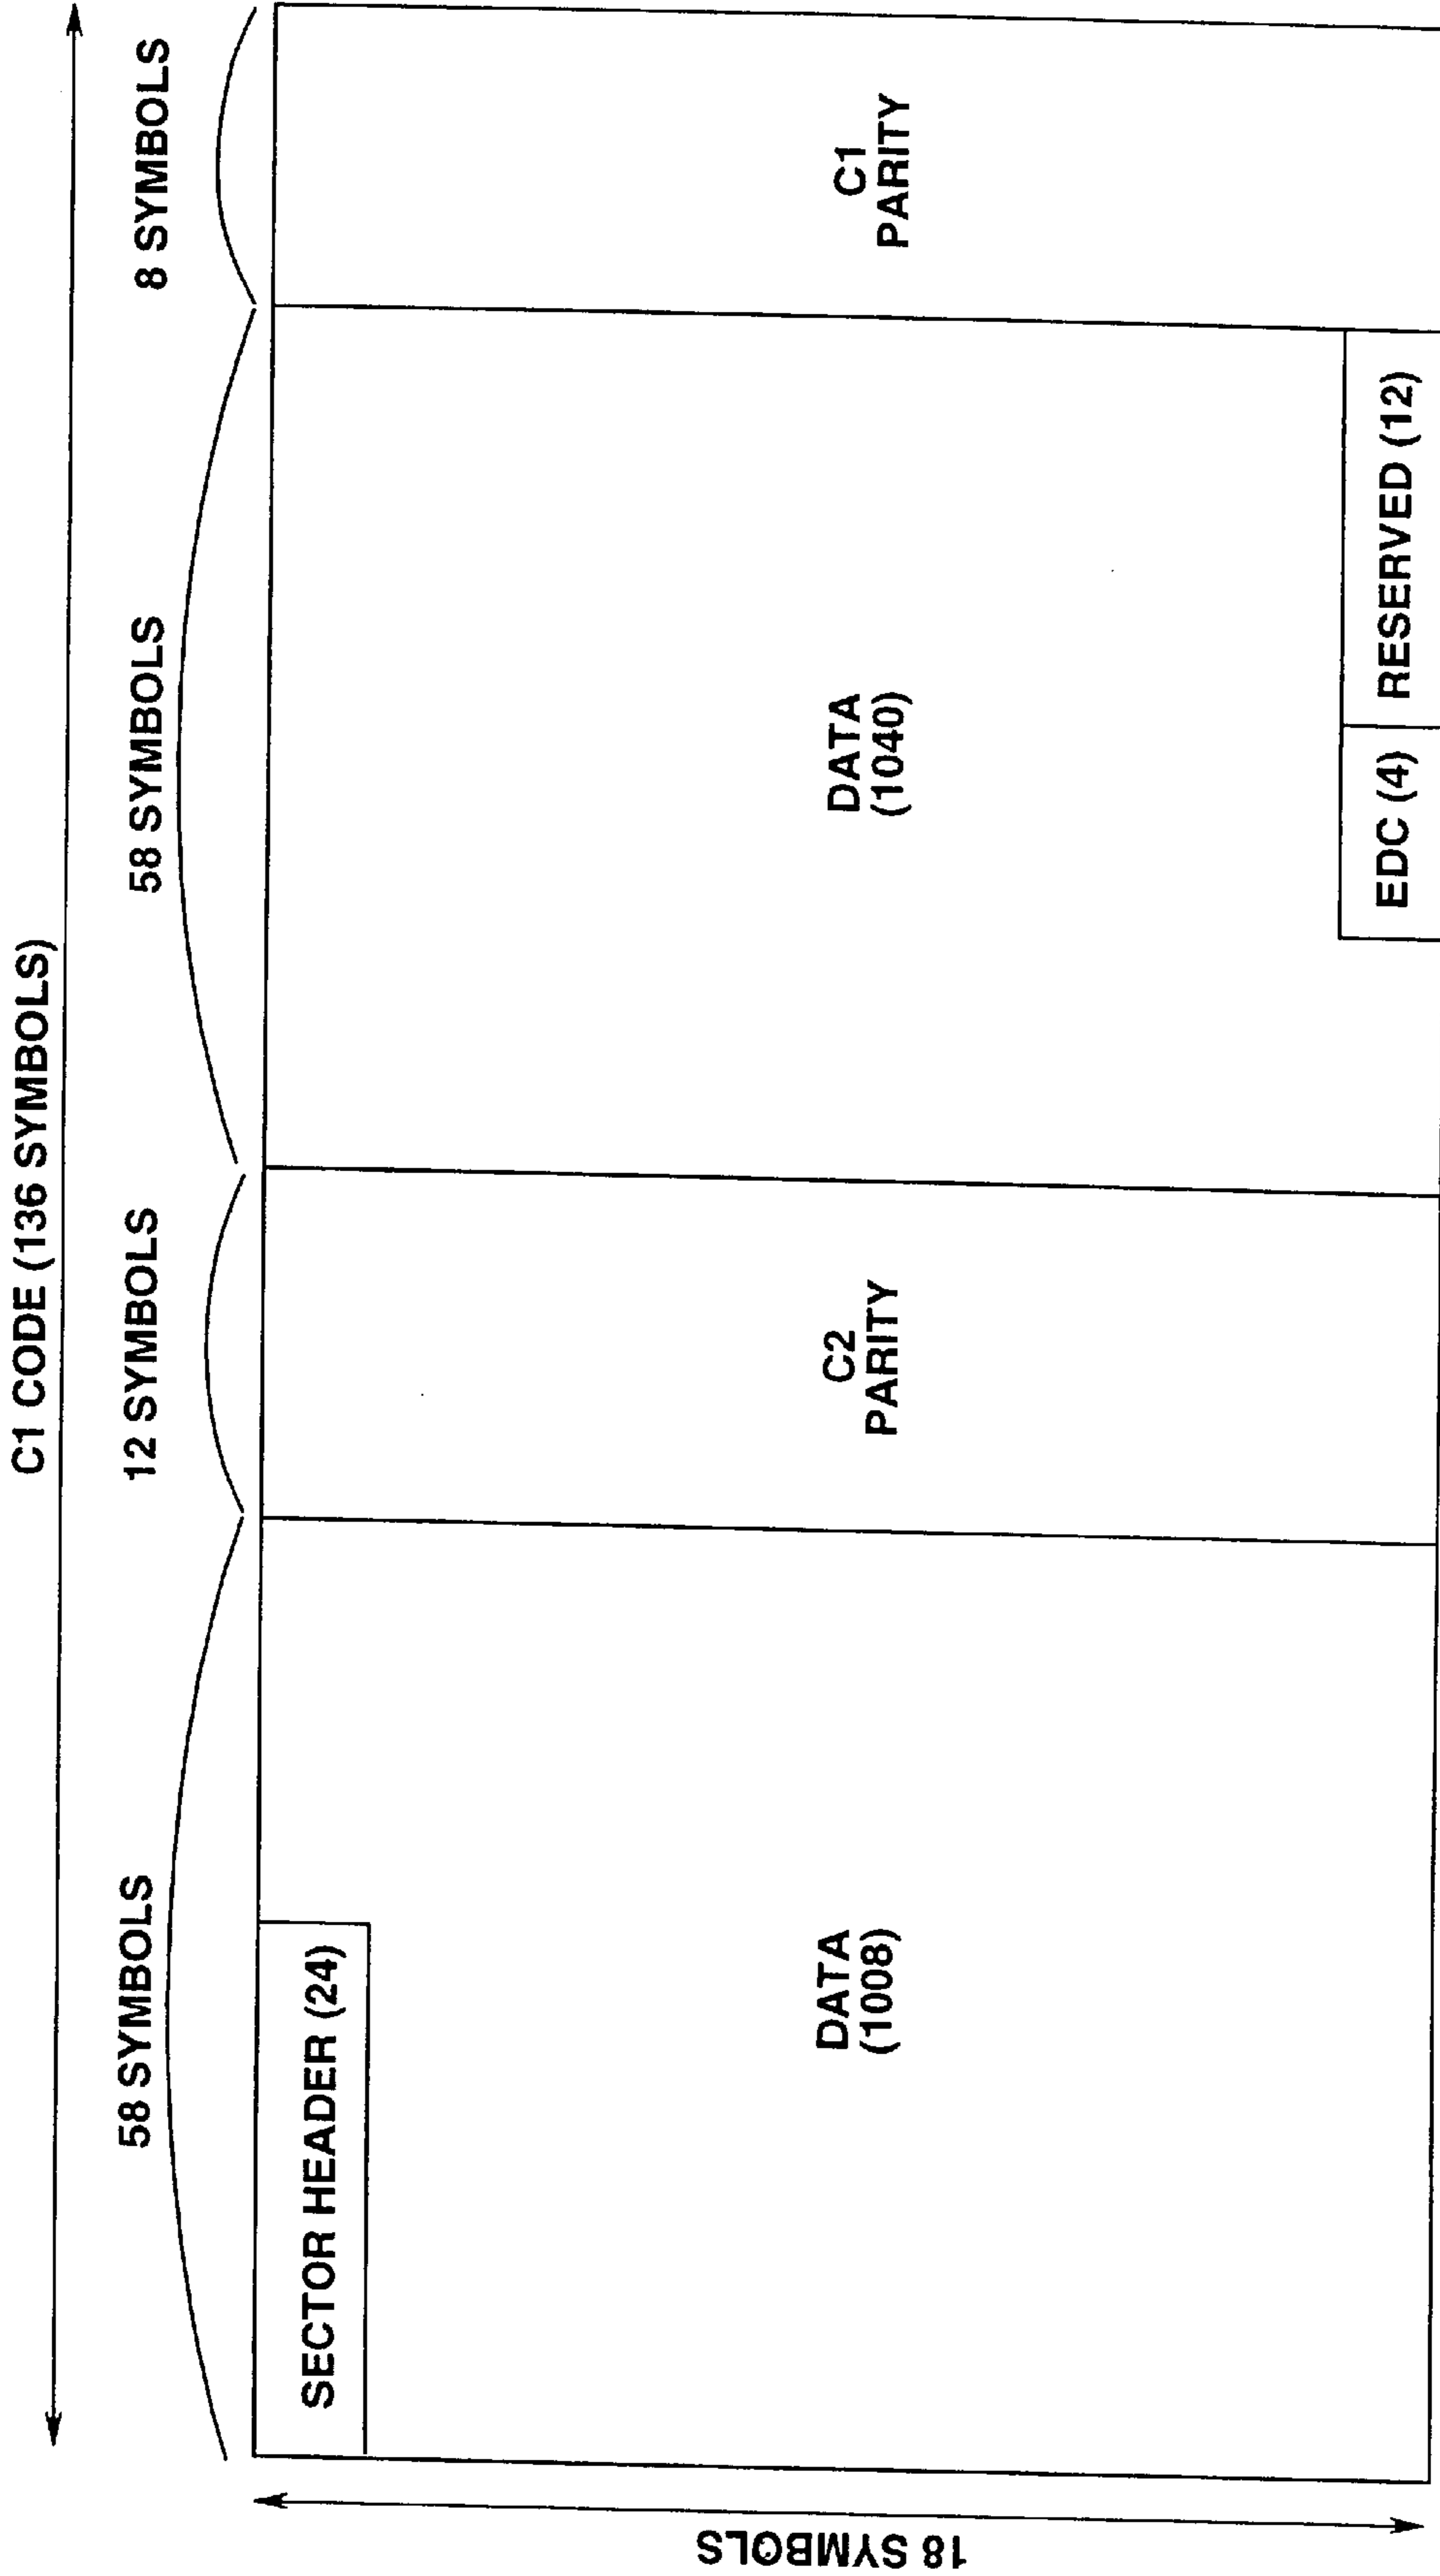 C1 CODE (136 SYMBOLS)
58 SYMBOLS
12 SYMBOLS
58 SYMBOLS
8 SYMBOLS
18 SYMBOLS
SECTOR HEADER (24)
DATA
(1008)
C2
PARITY
DATA
(1040)
C1
PARITY
EDC (4)
RESERVED (12)